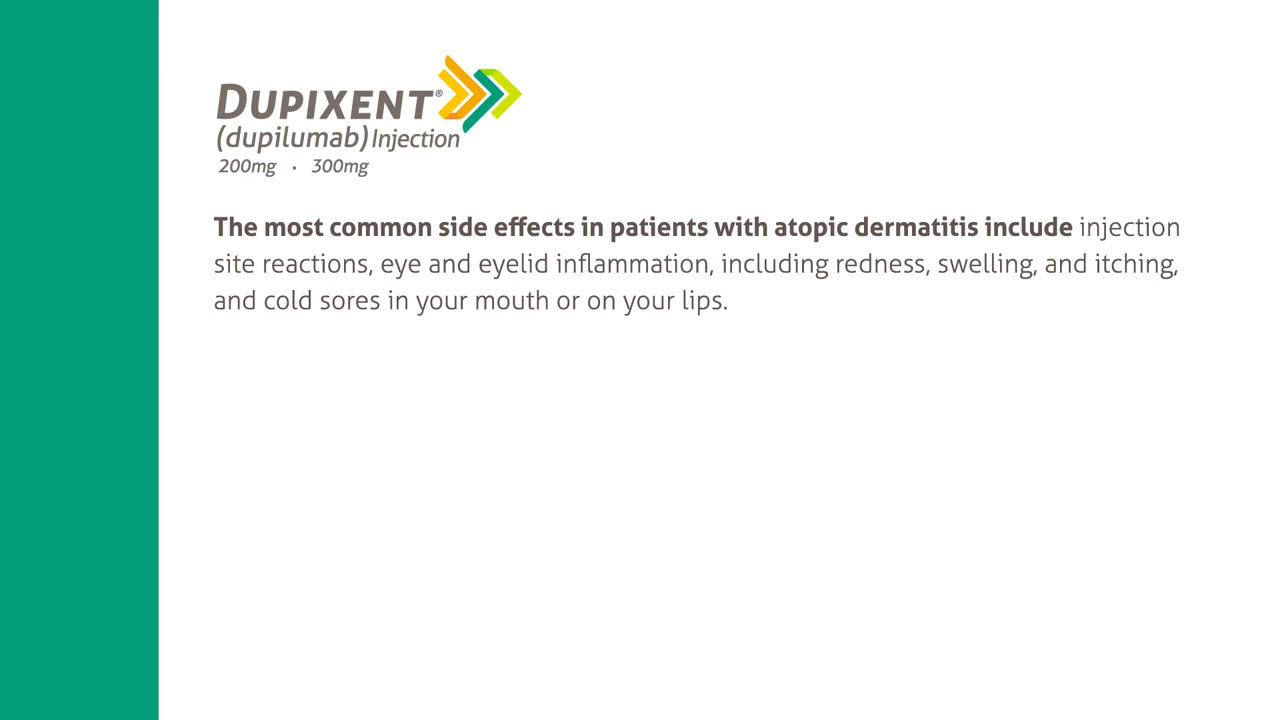 DUPIXENT®
(dupilumab) Injection
200mg · 300mg
The most common side effects in patients with atopic dermatitis include injection
site reactions, eye and eyelid inflammation, including redness, swelling, and itching,
and cold sores in your mouth or on your lips.